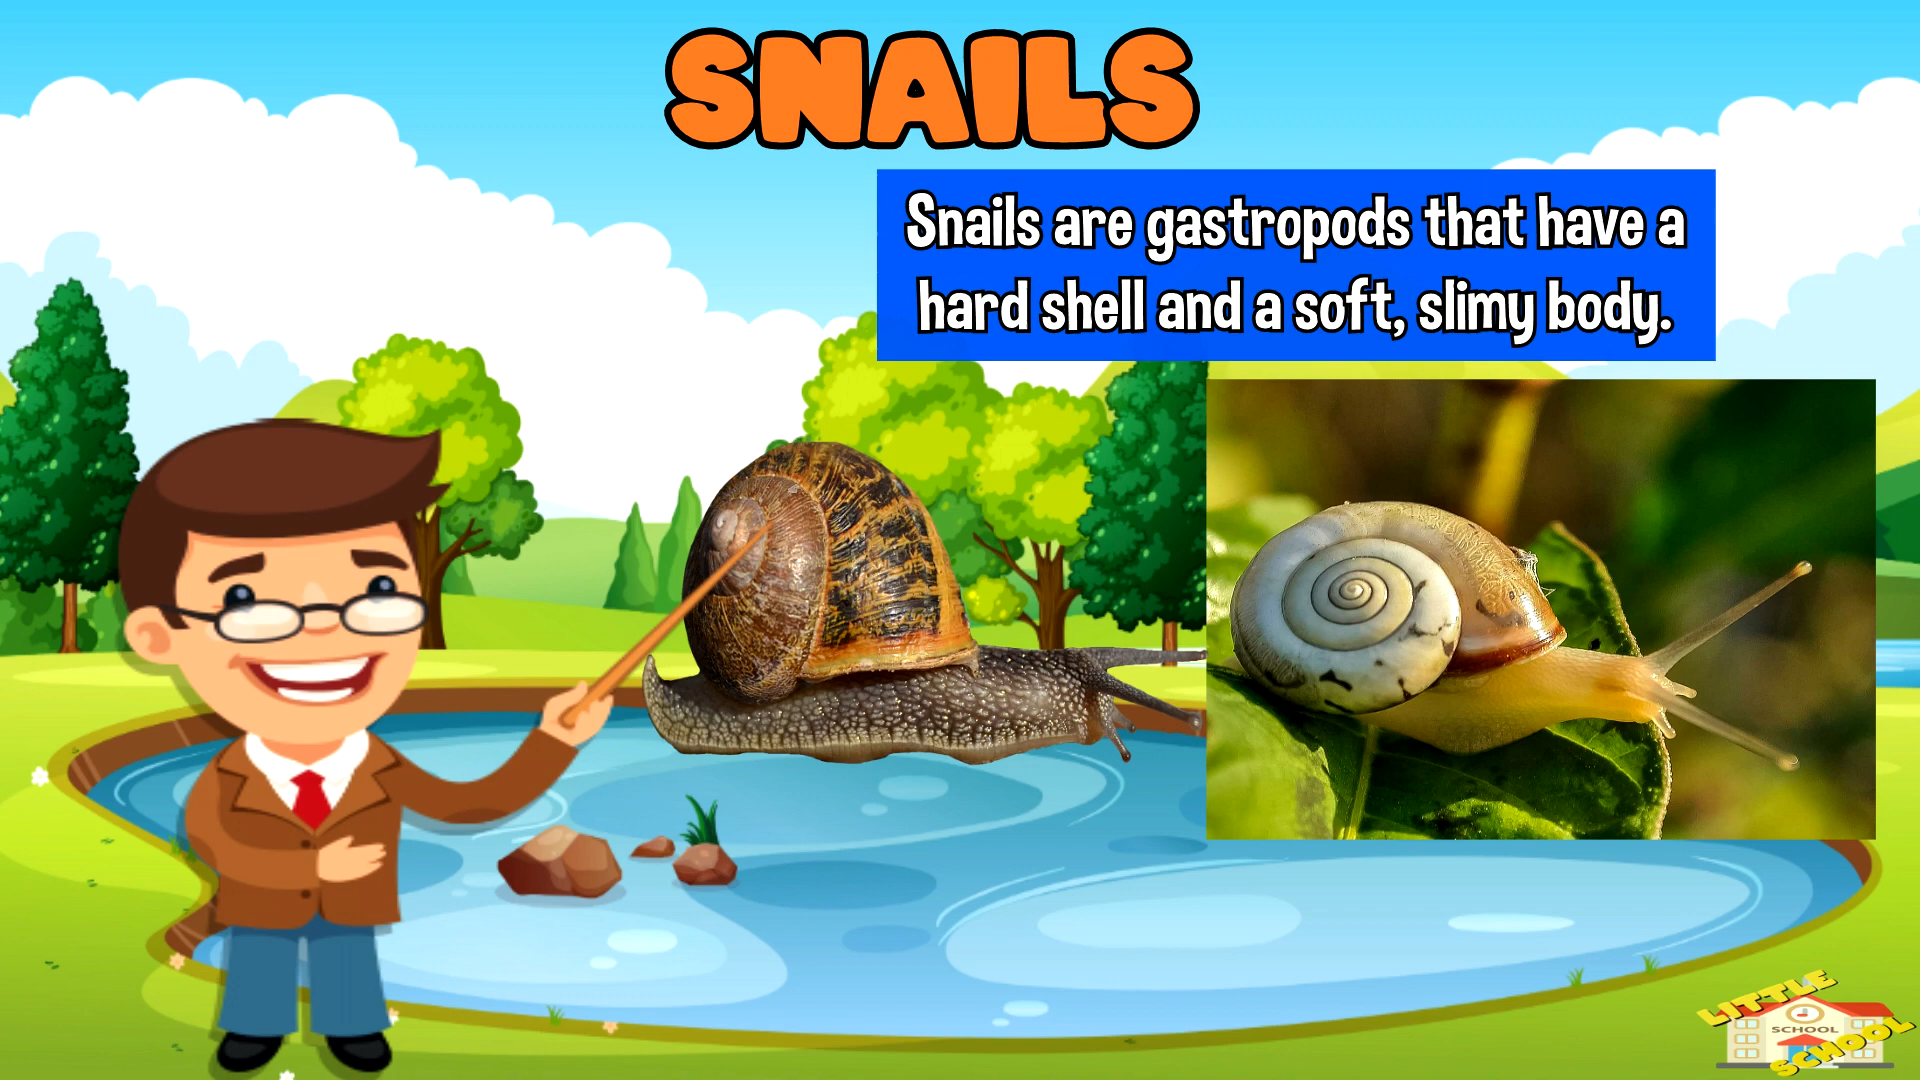 SNAILS
Snails are gastropods that have a
hard shell and a soft, slimy body.
LITTLE
SCHOOL
SCHOOL